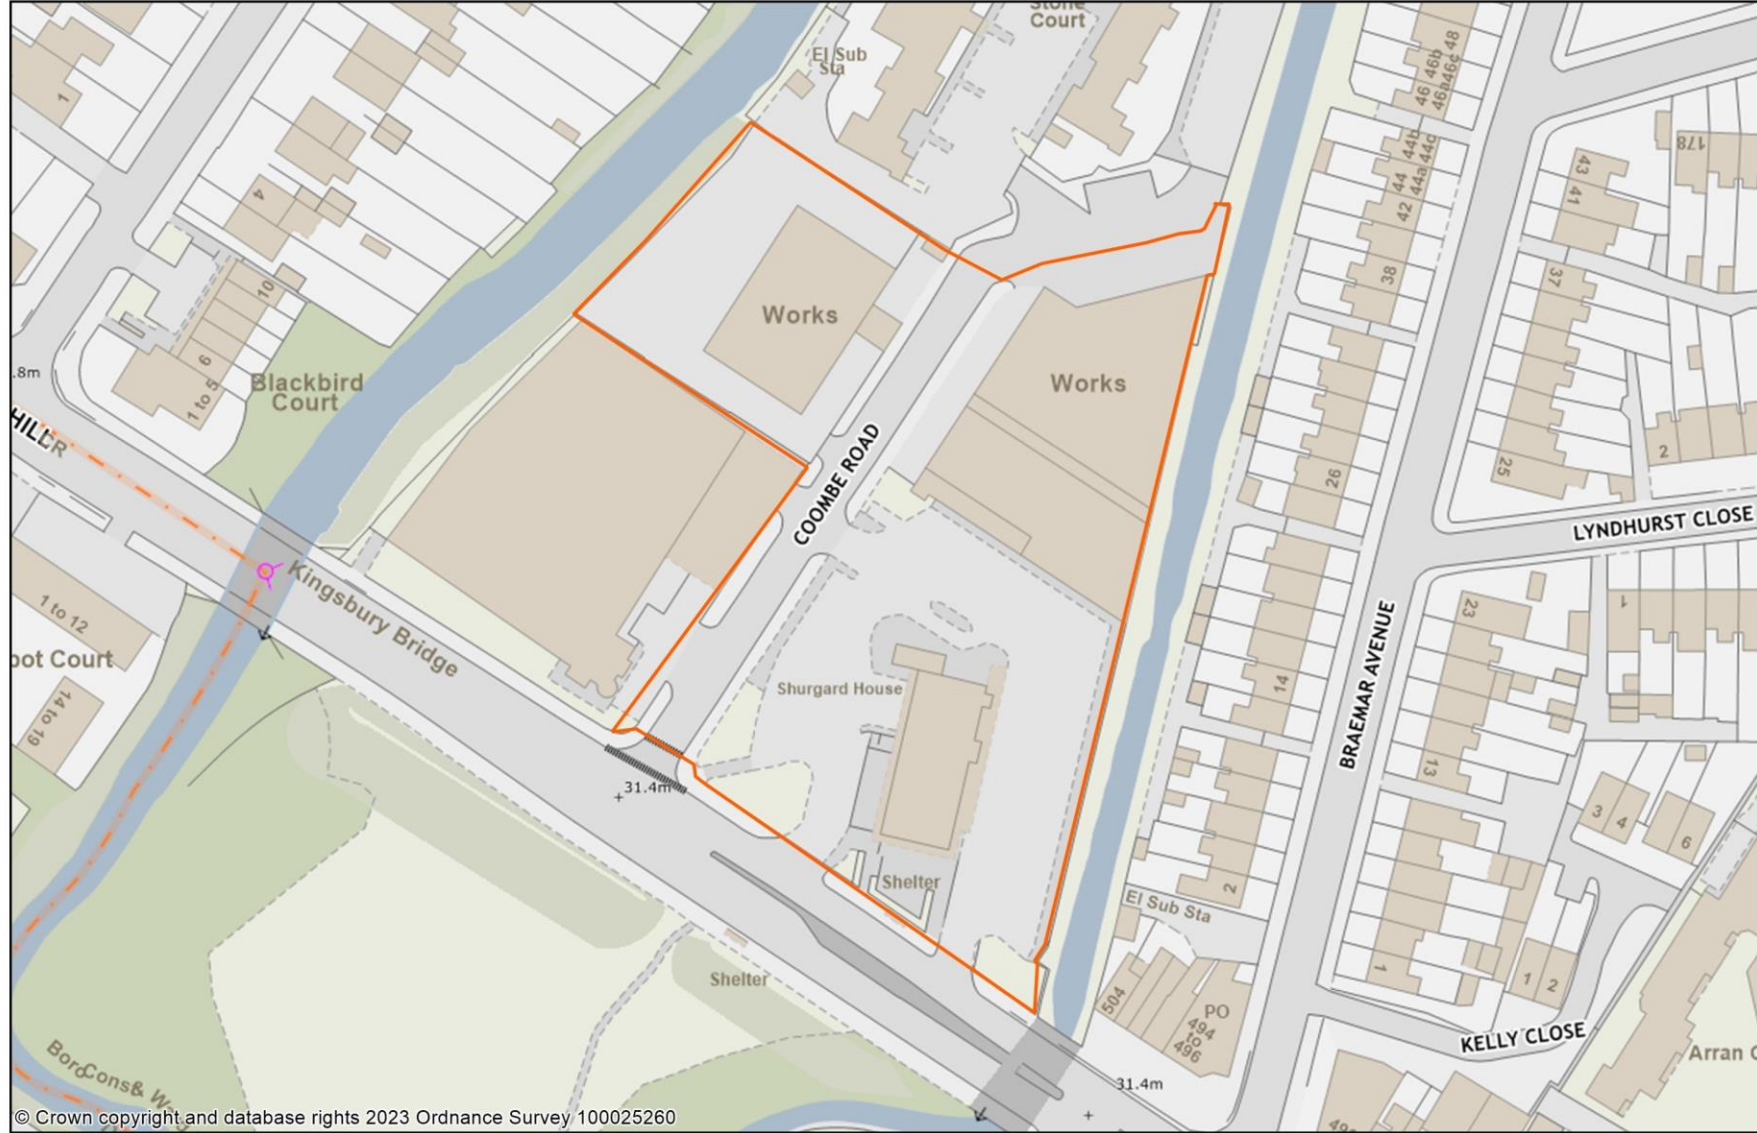 Stone
Court
El Sub
Sta
1
4
10
6
1 to 5
Blackbird
Court
.8m
HILL
CR
Works
Works
COOMBE ROAD
Kingsbury Bridge
1 to 12
bot Court
14 to
19
Shurgard House
31.4m
Shelter
Shelter
46b
48
46
46a
46c
44b
44c
44
44a
42
38
26
14
2
El Sub Sta
504
PO
494
to
496
31.4m
BRAEMAR AVENUE
43
41
37
25
178
2
LYNDHURST CLOSE
23
13
1
1
3
4
6
1
2
KELLY CLOSE
Arran C
© Crown copyright and database rights 2023 Ordnance Survey 100025260